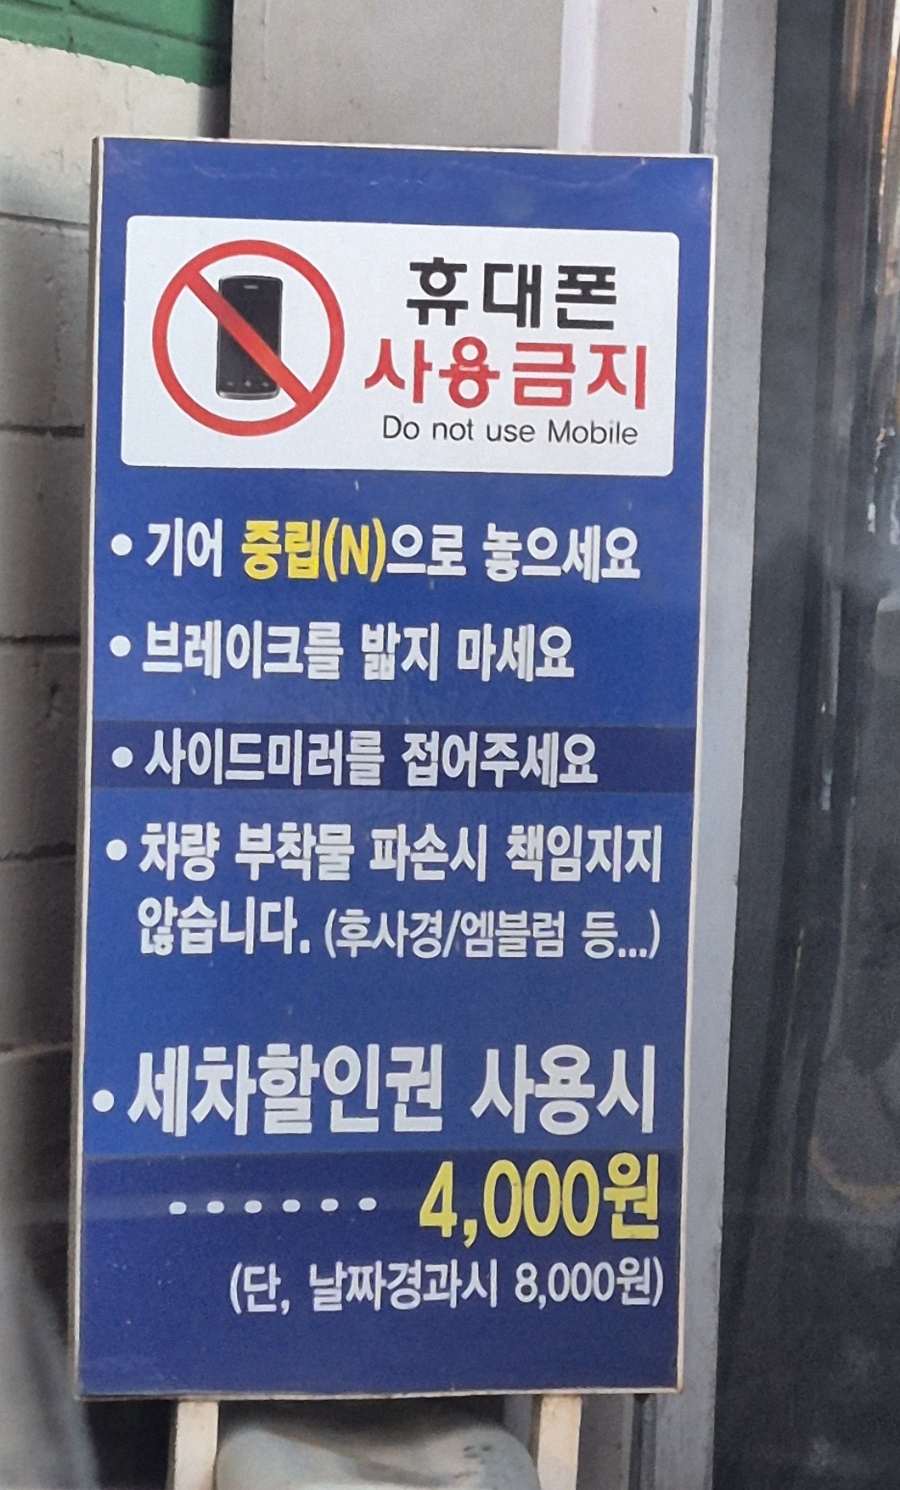 휴대폰
사용금지
Do not use Mobile
• 기어 중립(N)으로 놓으세요
• 브레이크를 밟지 마세요
• 사이드미러를 접어주세요
• 차량 부착물 파손시 책임지지
않습니다. (후사경/엠블럼 등...)
• 세차할인권 사용시
······ 4,000원
(단, 날짜경과시 8,000원)